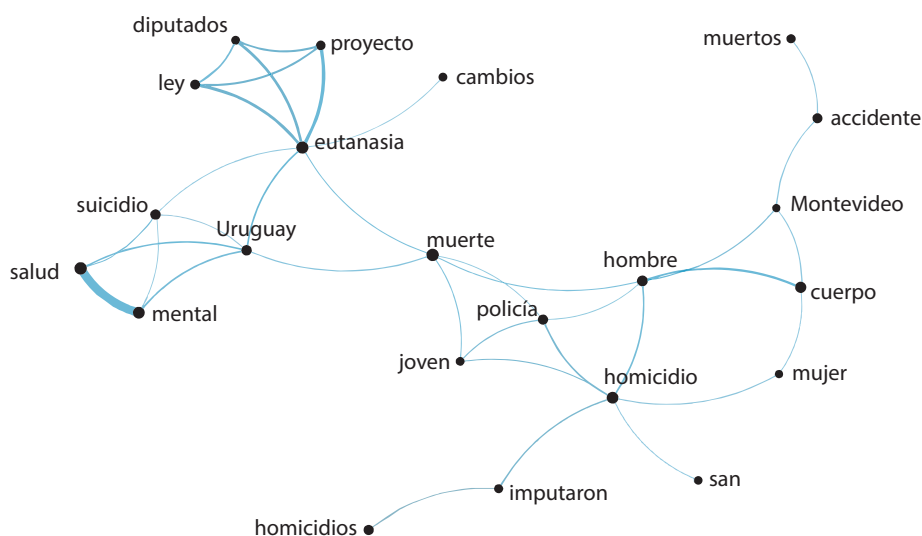 diputados
proyecto
muertos
ley
cambios
accidente
eutanasia
suicidio
Montevideo
Uruguay
muerte
salud
hombre
mental
policía
cuerpo
joven
homicidio
mujer
san
imputaron
homicidios